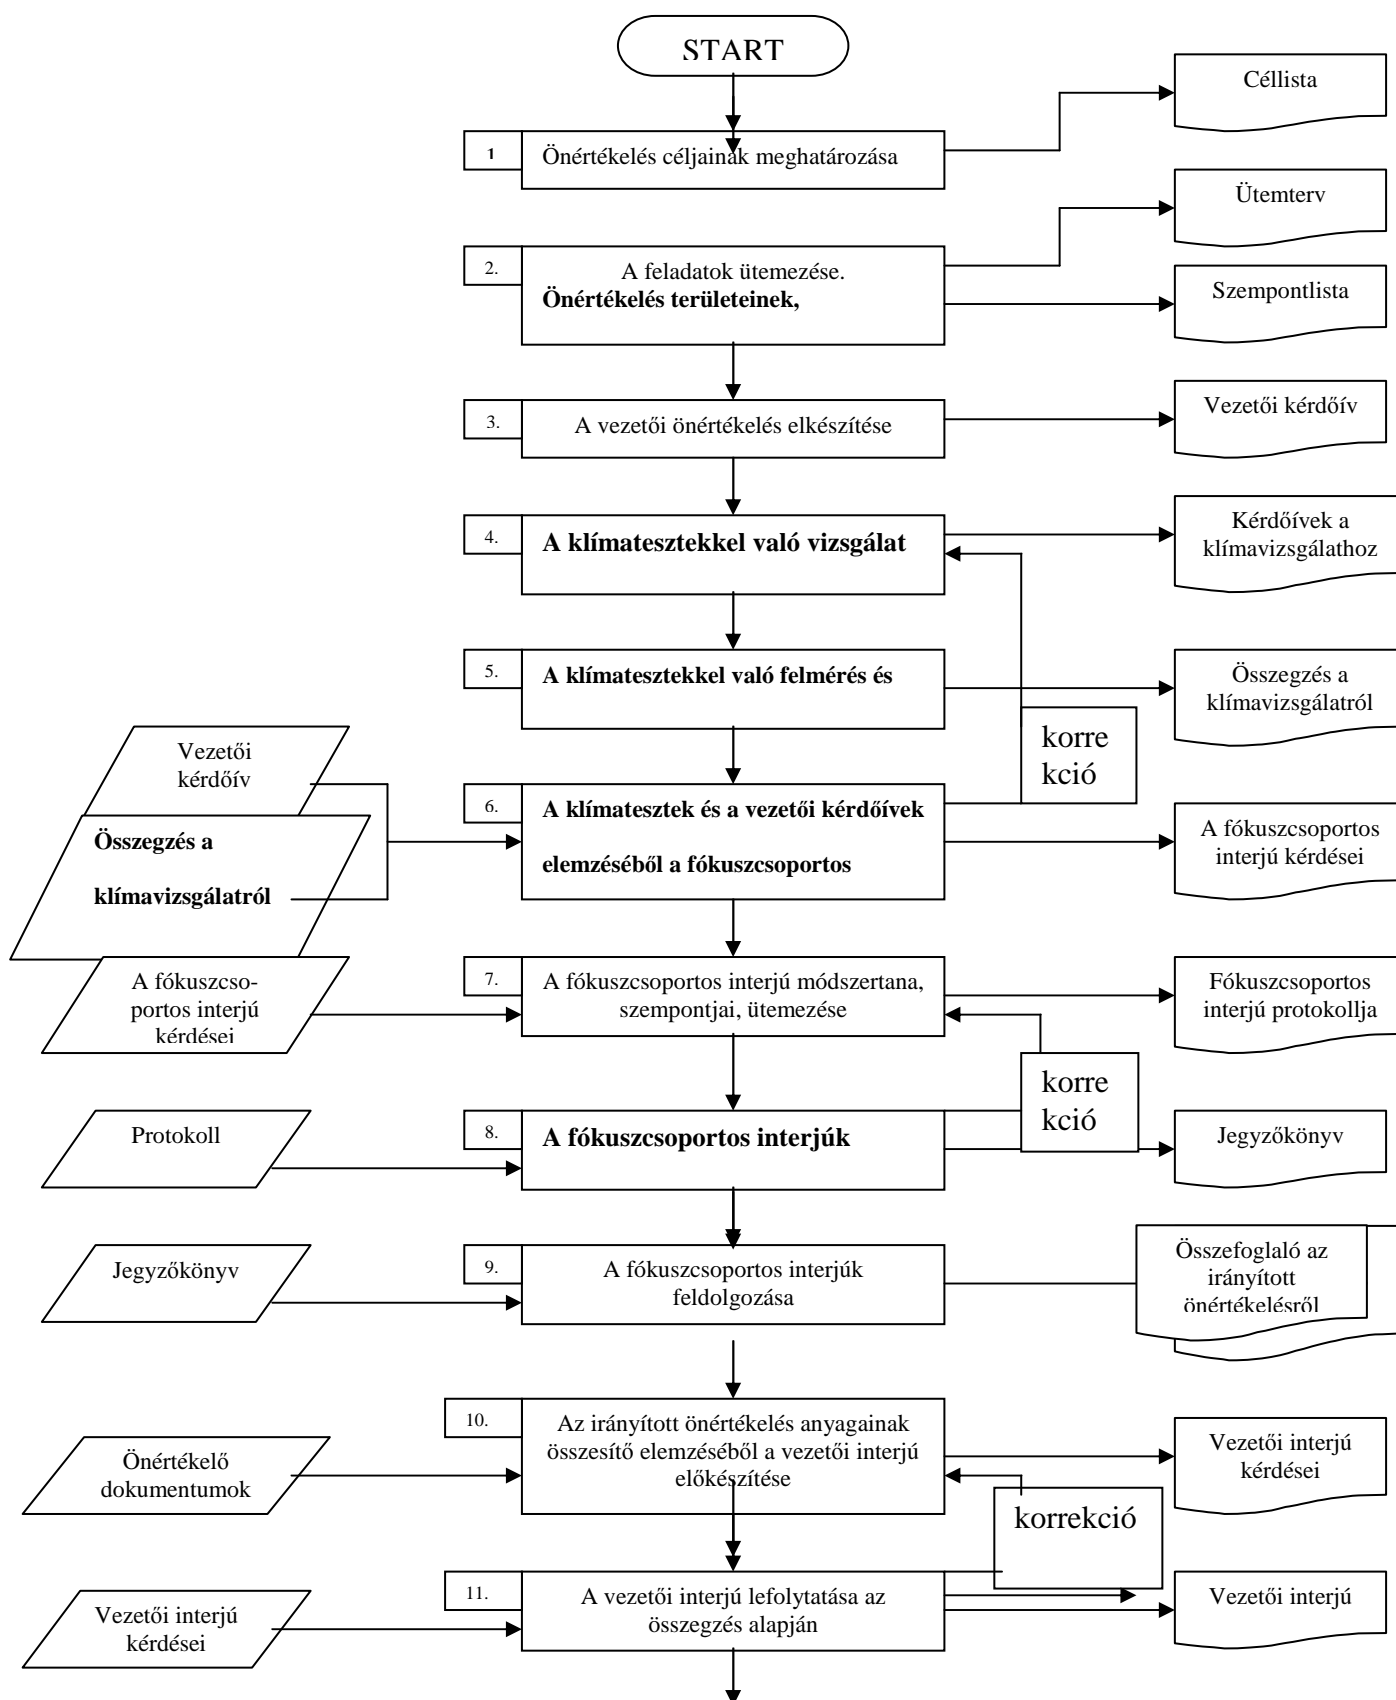 START
Céllista
1
Önértékelés céljainak meghatározása
Ütemterv
2.
A feladatok ütemezése.
Önértékelés területeinek,
Szempontlista
3.
A vezetői önértékelés elkészítése
Vezetői kérdőív
4.
A klímatesztekkel való vizsgálat
Kérdőívek a
klímavizsgálathoz
5.
A klímatesztekkel való felmérés és
Összegzés a
klímavizsgálatról
korre
kció
Vezetői
kérdőív
Összegzés a
klímavizsgálatról
6.
A klímatesztek és a vezetői kérdőívek
elemzéséből a fókuszcsoportos
A fókuszcsoportos
interjú kérdései
A fókuszcso-
portos interjú
kérdései
7.
A fókuszcsoportos interjú módszertana,
szempontjai, ütemezése
Fókuszcsoportos
interjú protokollja
korre
kció
Protokoll
8.
A fókuszcsoportos interjúk
Jegyzőkönyv
Jegyzőkönyv
9.
A fókuszcsoportos interjúk
feldolgozása
Összefoglaló az
irányított
önértékelésről
Önértékelő
dokumentumok
10.
Az irányított önértékelés anyagainak
összesítő elemzéséből a vezetői interjú
előkészítése
Vezetői interjú
kérdései
korrekció
Vezetői interjú
kérdései
11.
A vezetői interjú lefolytatása az
összegzés alapján
Vezetői interjú